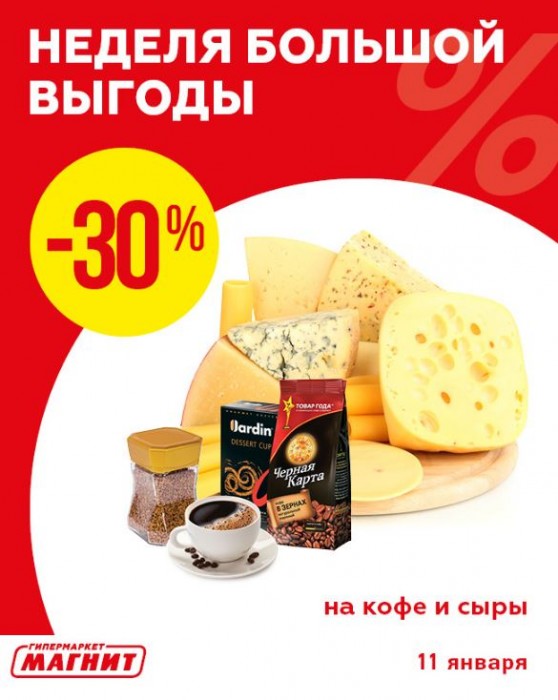 НЕДЕЛЯ БОЛЬШОЙ
ВЫГОДЫ
-30%
ТОВАР ГОДА
Jardin
DESSERT CUP
Черная
Карта
В ЗЕРНАХ
на кофе и сыры
ГИПЕРМАРКЕТ
МАГНИТ
11 января